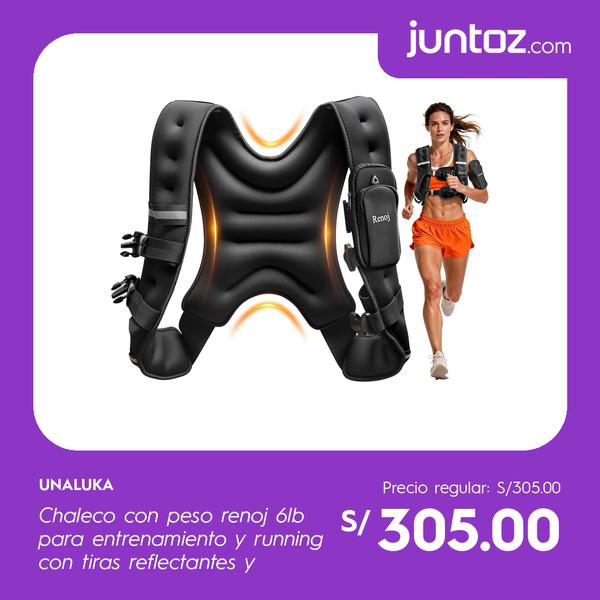 juntoz.com
Renoj
UNALUKA
Chaleco con peso renoj 6lb
para entrenamiento y running
con tiras reflectantes y
Precio regular: S/305.00
S/ 305.00